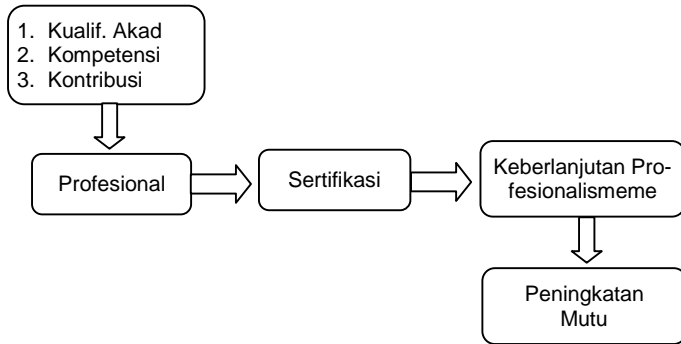 1. Kualif. Akad
2. Kompetensi
3. Kontribusi
Profesional
Sertifikasi
Keberlanjutan Pro-
fesionalismeme
Peningkatan
Mutu